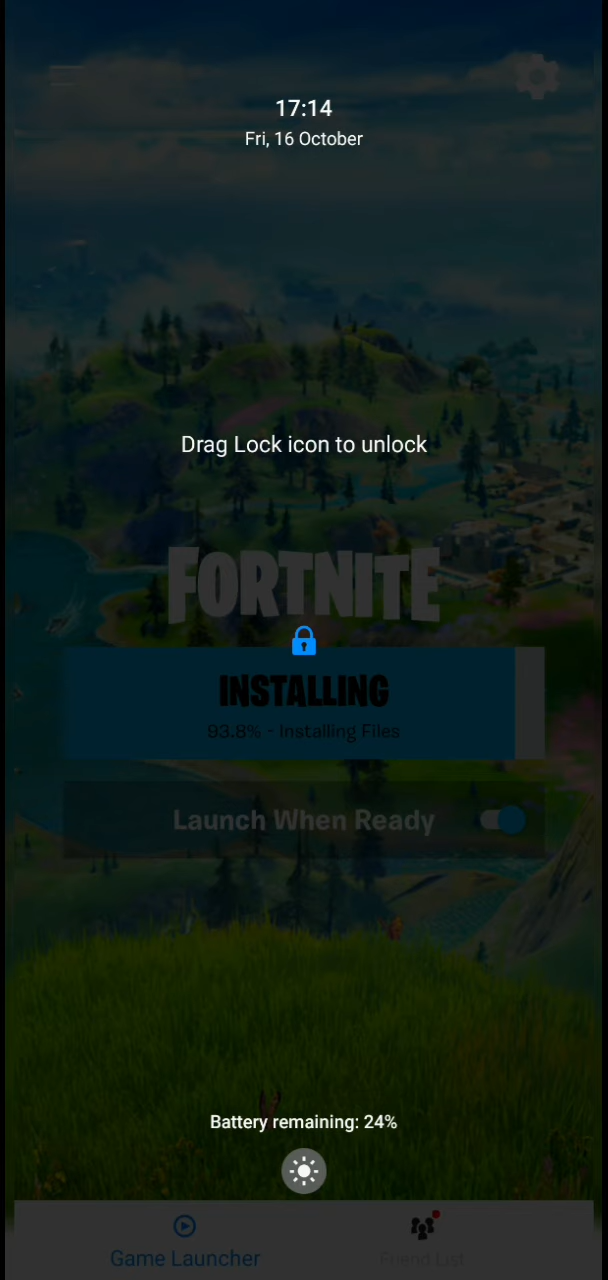 17:14
Fri, 16 October
Drag Lock icon to unlock
FORTNITE
INSTALLING
93.8% - Installing Files
Launch When Ready
Battery remaining: 24%
Game Launcher
Friend List